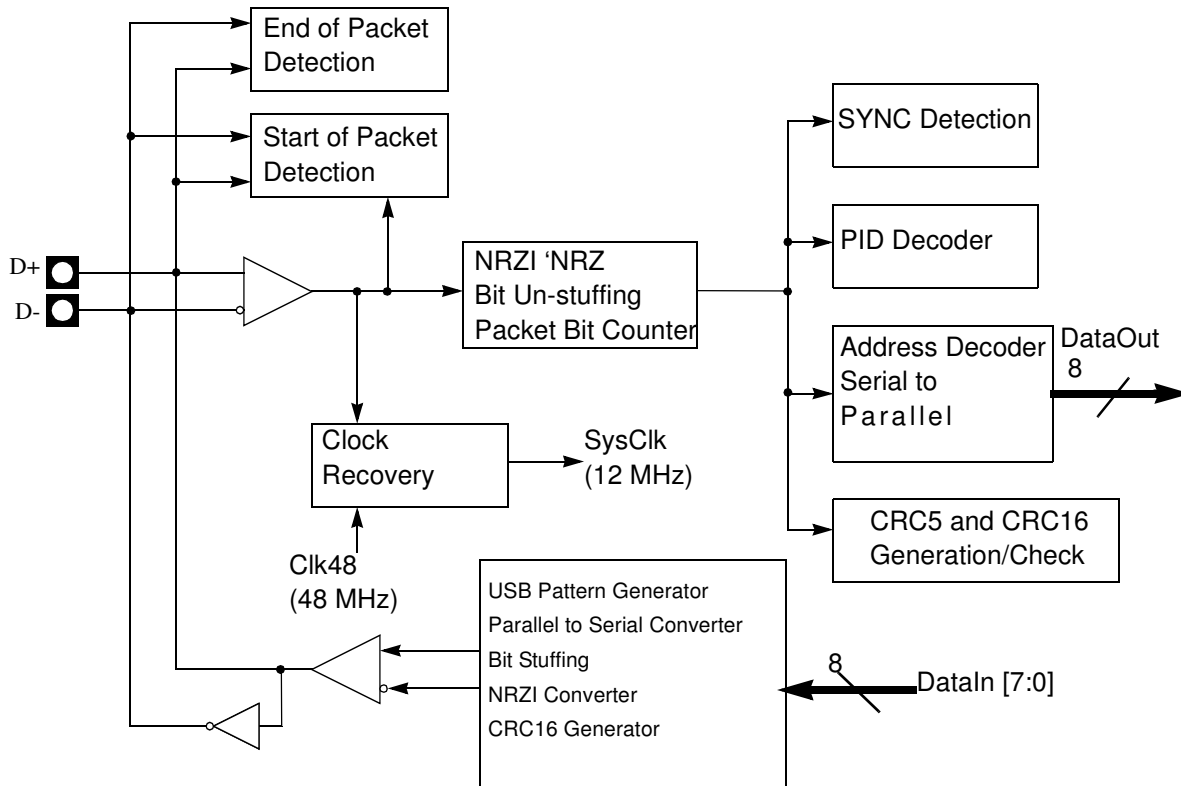 End of Packet
Detection
Start of Packet
Detection
SYNC Detection
PID Decoder
D+
D-
NRZI ‘NRZ
Bit Un-stuffing
Packet Bit Counter
Address Decoder
Serial to
Parallel
DataOut
8
Clock
Recovery
SysClk
(12 MHz)
CRC5 and CRC16
Generation/Check
Clk48
(48 MHz)
USB Pattern Generator
Parallel to Serial Converter
Bit Stuffing
NRZI Converter
CRC16 Generator
8
DataIn [7:0]